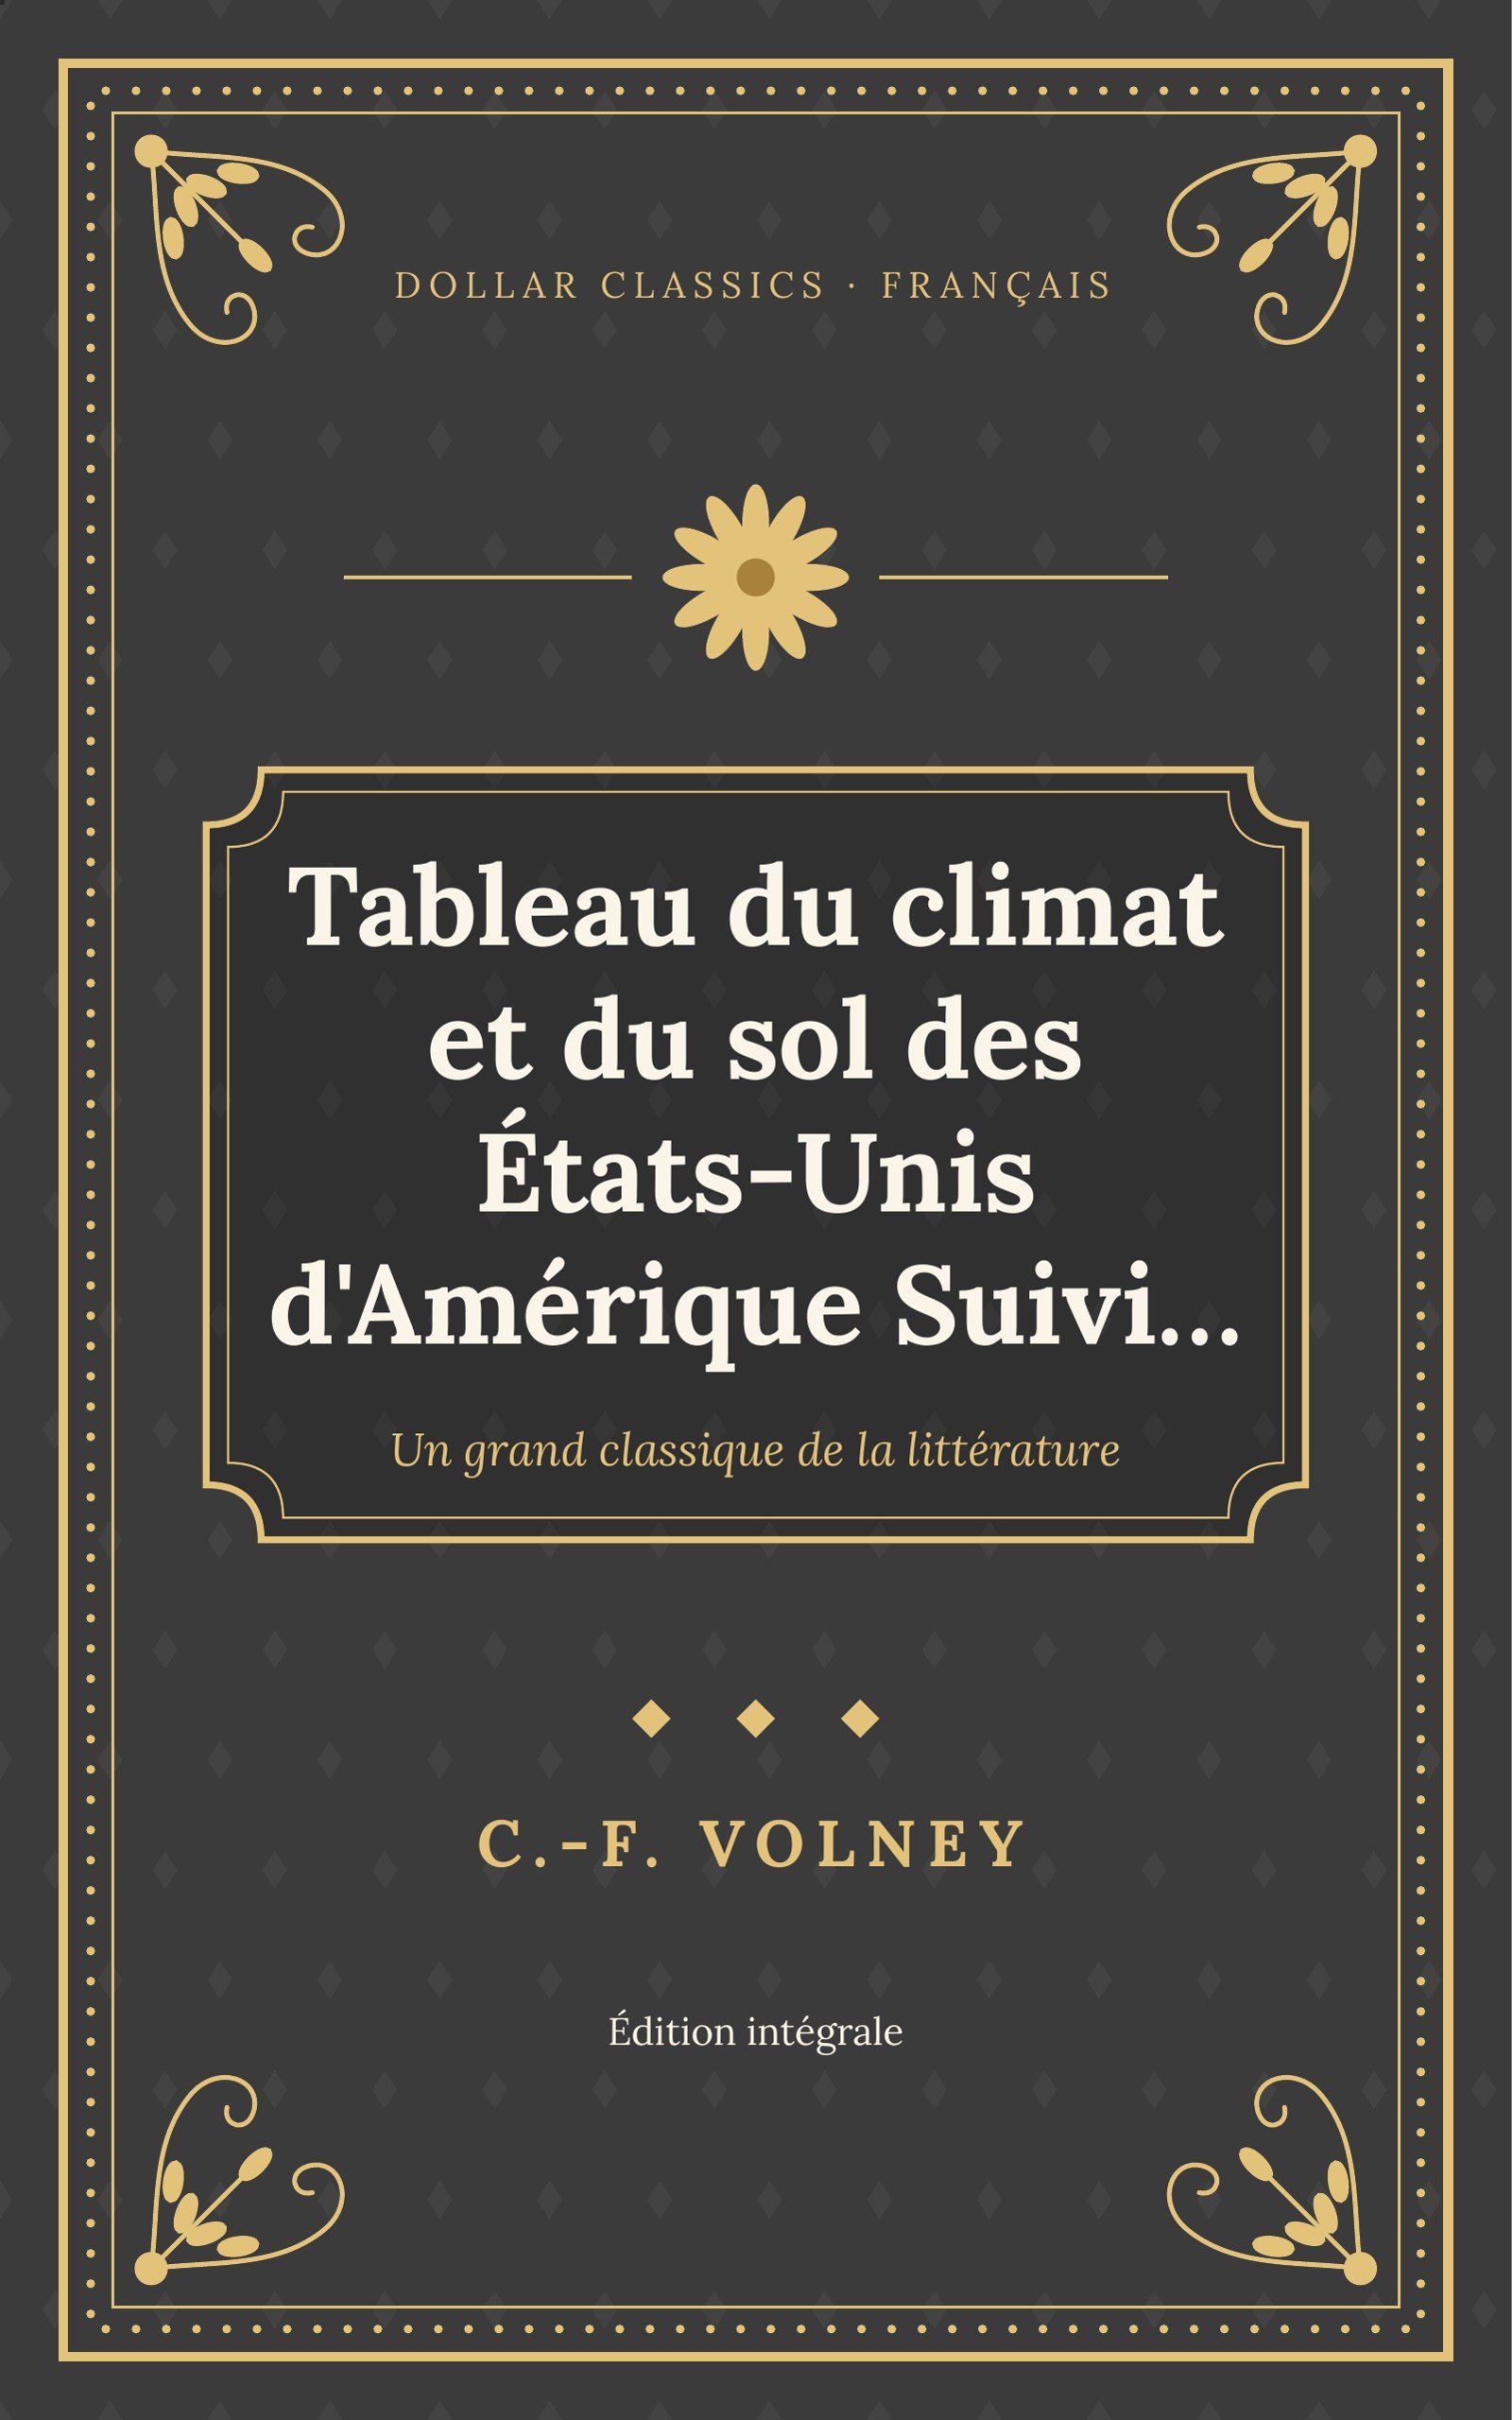 DOLLAR CLASSICS · FRANÇAIS
Tableau du climat
et du sol des
États-Unis
d'Amérique Suivi...
Un grand classique de la littérature
C.-F. VOLNEY
Édition intégrale